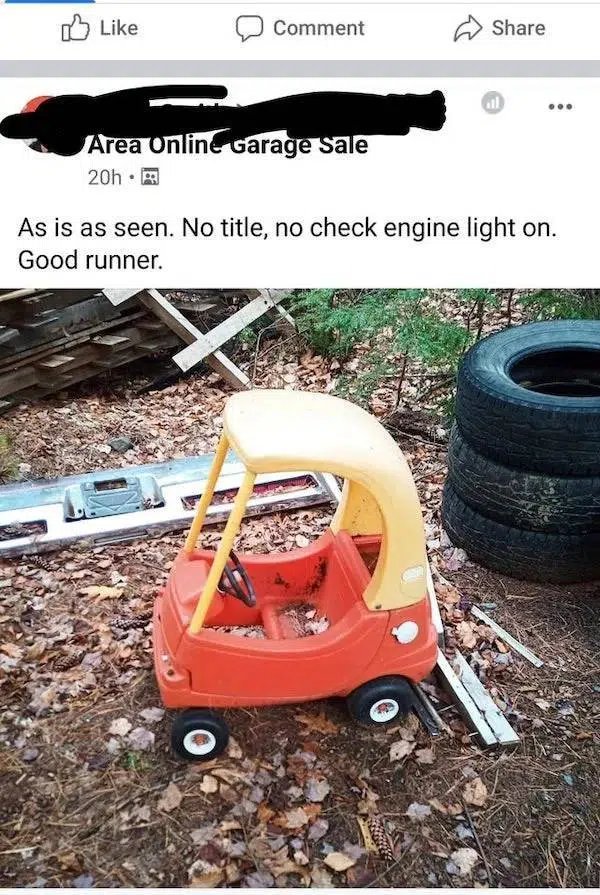 Like
Comment
Share
Area Online Garage Sale
20h
As is as seen. No title, no check engine light on.
Good runner.